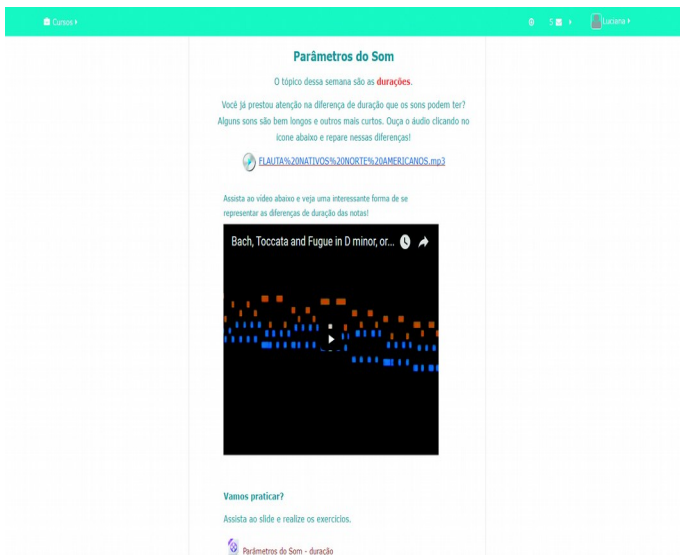 Cursos
5
Luciana
Parâmetros do Som
O tópico dessa semana são as durações.
Você já prestou atenção na diferença de duração que os sons podem ter?
Alguns sons são bem longos e outros mais curtos. Ouça o áudio clicando no
ícone abaixo e repare nessas diferenças!
FLAUTA%20NATIVOS%20NORTE%20AMERICANOS.mp3
Assista ao vídeo abaixo e veja uma interessante forma de se
representar as diferenças de duração das notas!
Bach, Toccata and Fugue in D minor, or...
Vamos praticar?
Assista ao slide e realize os exercícios.
Parâmetros do Som - duração